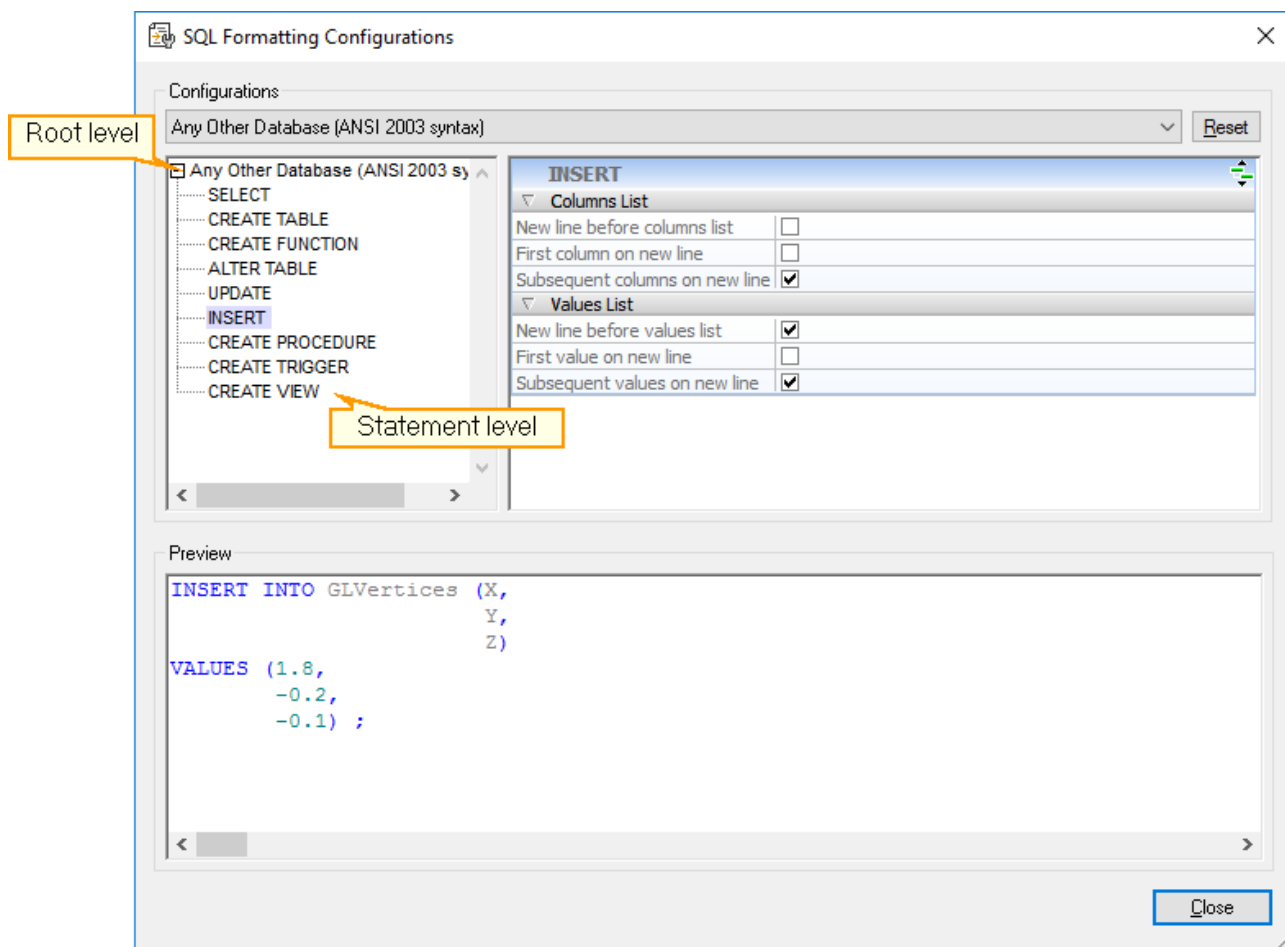 SQL Formatting Configurations
Configurations
Root level
Any Other Database (ANSI 2003 syntax)
Reset
Any Other Database (ANSI 2003 sy
SELECT
CREATE TABLE
CREATE FUNCTION
ALTER TABLE
UPDATE
INSERT
CREATE PROCEDURE
CREATE TRIGGER
CREATE VIEW
Statement level
INSERT
Columns List
New line before columns list
First column on new line
Subsequent columns on new line
Values List
New line before values list
First value on new line
Subsequent values on new line
Preview
INSERT INTO GLVertices (X,
Y,
Z)
VALUES (1.8,
-0.2,
-0.1) ;
Close